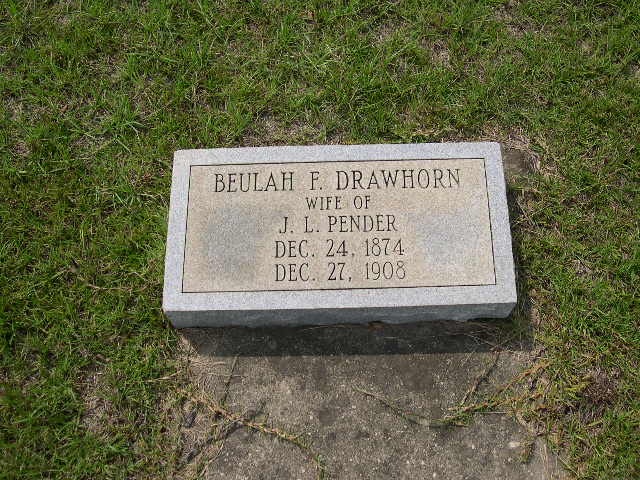 BEULAH F. DRAWHORN
WIFE OF
J. L. PENDER
DEC. 24, 1874
DEC. 27, 1908